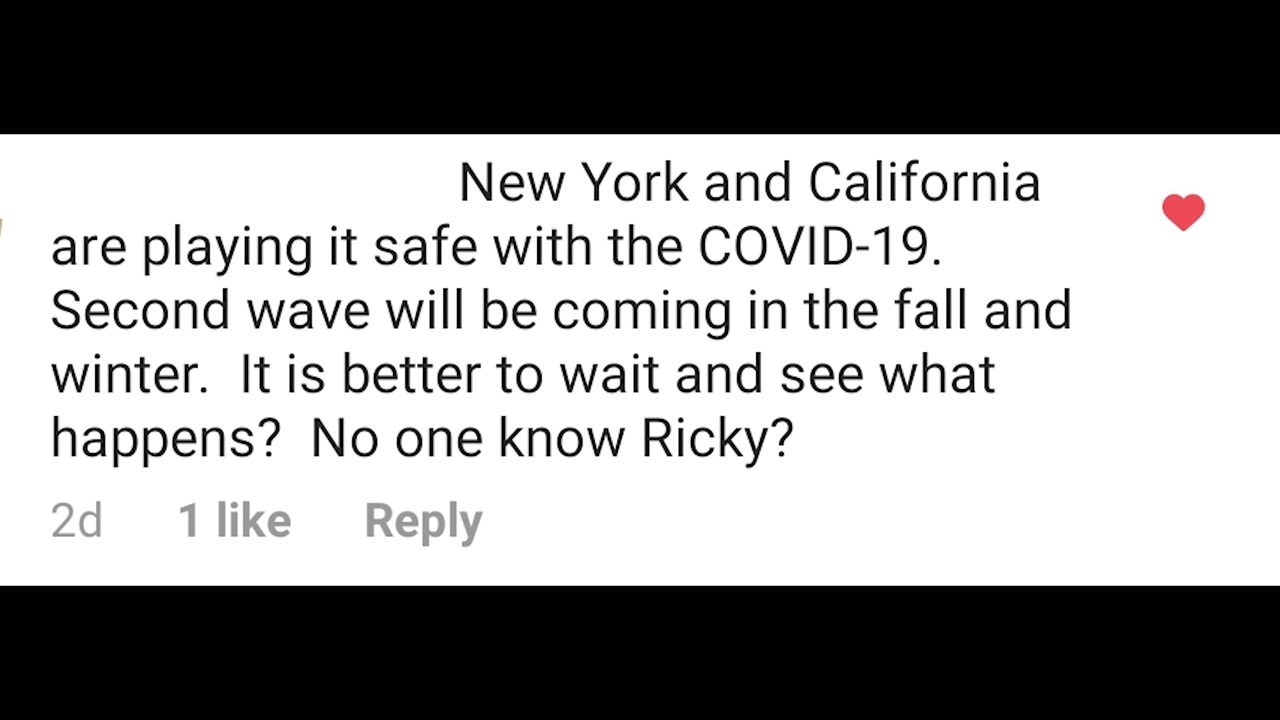 New York and California
are playing it safe with the COVID-19.
Second wave will be coming in the fall and
winter.  It is better to wait and see what
happens?  No one know Ricky?
2d 1 like Reply